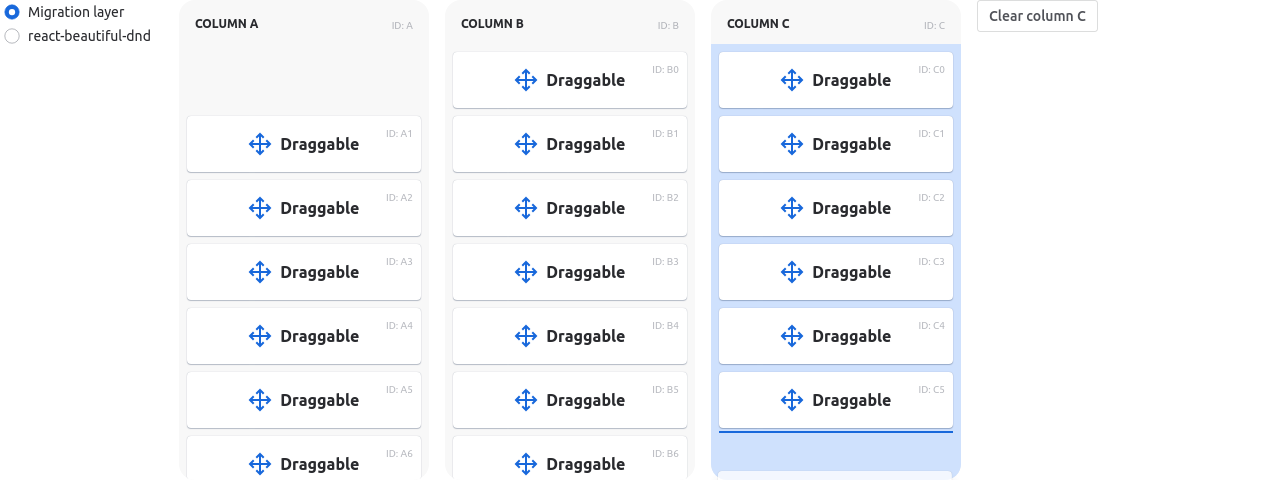 Migration layer
react-beautiful-dnd
COLUMN A
ID: A
Draggable
ID: A1
Draggable
ID: A2
Draggable
ID: A3
Draggable
ID: A4
Draggable
ID: A5
Draggable
ID: A6
COLUMN B
ID: B
Draggable
ID: B0
Draggable
ID: B1
Draggable
ID: B2
Draggable
ID: B3
Draggable
ID: B4
Draggable
ID: B5
Draggable
ID: B6
COLUMN C
ID: C
Draggable
ID: C0
Draggable
ID: C1
Draggable
ID: C2
Draggable
ID: C3
Draggable
ID: C4
Draggable
ID: C5
Clear column C